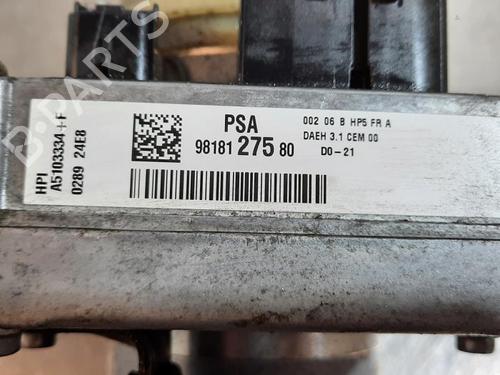 HPI
A5103334+F
0289 24E8
PSA
98181 275 80
002 06 B HP5 FR A
DAEH 3.1 CEM 00
D0-21
B-PARTS